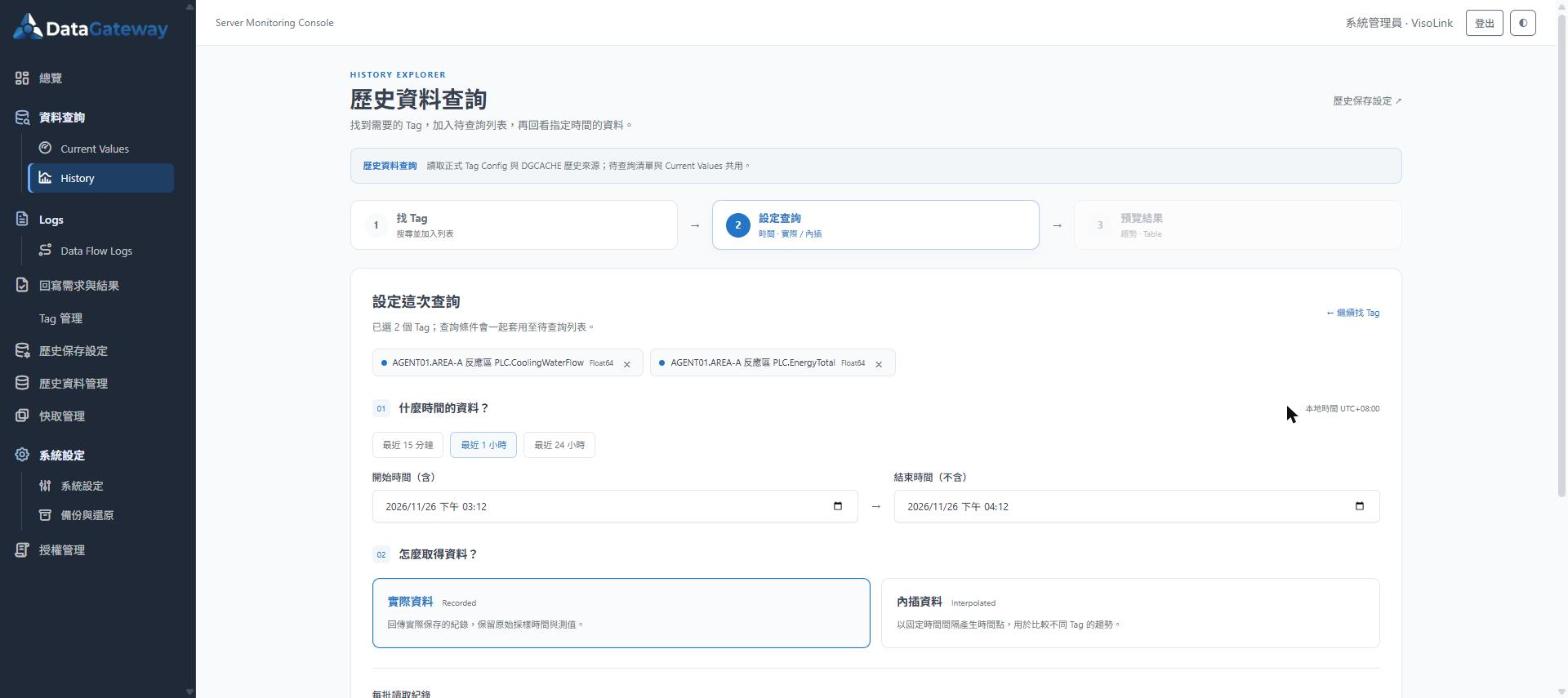 DataGateway
總覽
資料查詢
Current Values
History
Logs
Data Flow Logs
回寫需求與結果
Tag 管理
歷史保存設定
歷史資料管理
快取管理
系統設定
系統設定
備份與還原
授權管理
Server Monitoring Console
系統管理員 · VisoLink
登出
HISTORY EXPLORER
歷史資料查詢
歷史保存設定 ↗
找到需要的 Tag，加入待查詢列表，再回看指定時間的資料。
歷史資料查詢 讀取正式 Tag Config 與 DGCACHE 歷史來源；待查詢清單與 Current Values 共用。
1 找 Tag
搜尋並加入列表
→
2 設定查詢
時間 · 實際 / 內插
→
3 預覽結果
趨勢 · Table
設定這次查詢
← 繼續找 Tag
已選 2 個 Tag；查詢條件會一起套用至待查詢列表。
AGENT01.AREA-A 反應區 PLC.CoolingWaterFlow Float64 ×
AGENT01.AREA-A 反應區 PLC.EnergyTotal Float64 ×
01 什麼時間的資料？
本地時間 UTC+08:00
最近 15 分鐘 最近 1 小時 最近 24 小時
開始時間（含） 結束時間（不含）
2026/11/26 下午 03:12 → 2026/11/26 下午 04:12
02 怎麼取得資料？
實際資料 Recorded
回傳實際保存的紀錄，保留原始採樣時間與測值。
內插資料 Interpolated
以固定時間間隔產生時間點，用於比較不同 Tag 的趨勢。
每批讀取紀錄